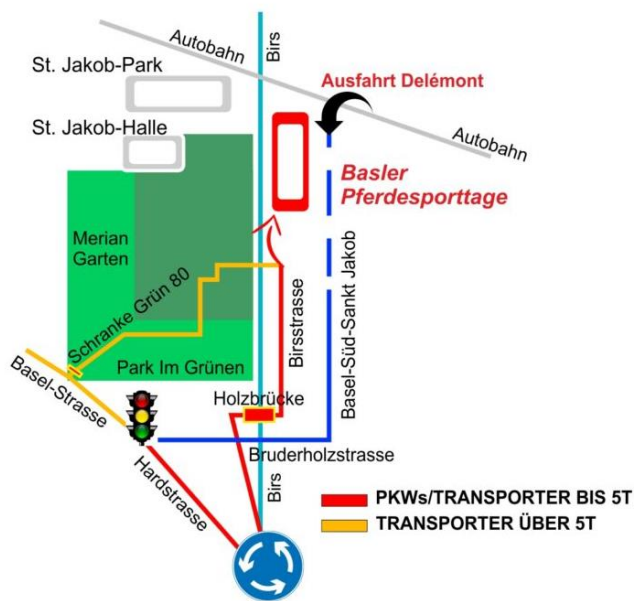 Autobahn
Birs
St. Jakob-Park
Ausfahrt Delémont
St. Jakob-Halle
Autobahn
Basler
Pferdesporttage
Merian
Garten
Schranke Grün 80
Birsstrasse
Basel-Süd-Sankt Jakob
Park Im Grünen
Basel-Strasse
Holzbrücke
Bruderholzstrasse
Hardstrasse
Birs
PKWs/TRANSPORTER BIS 5T
TRANSPORTER ÜBER 5T